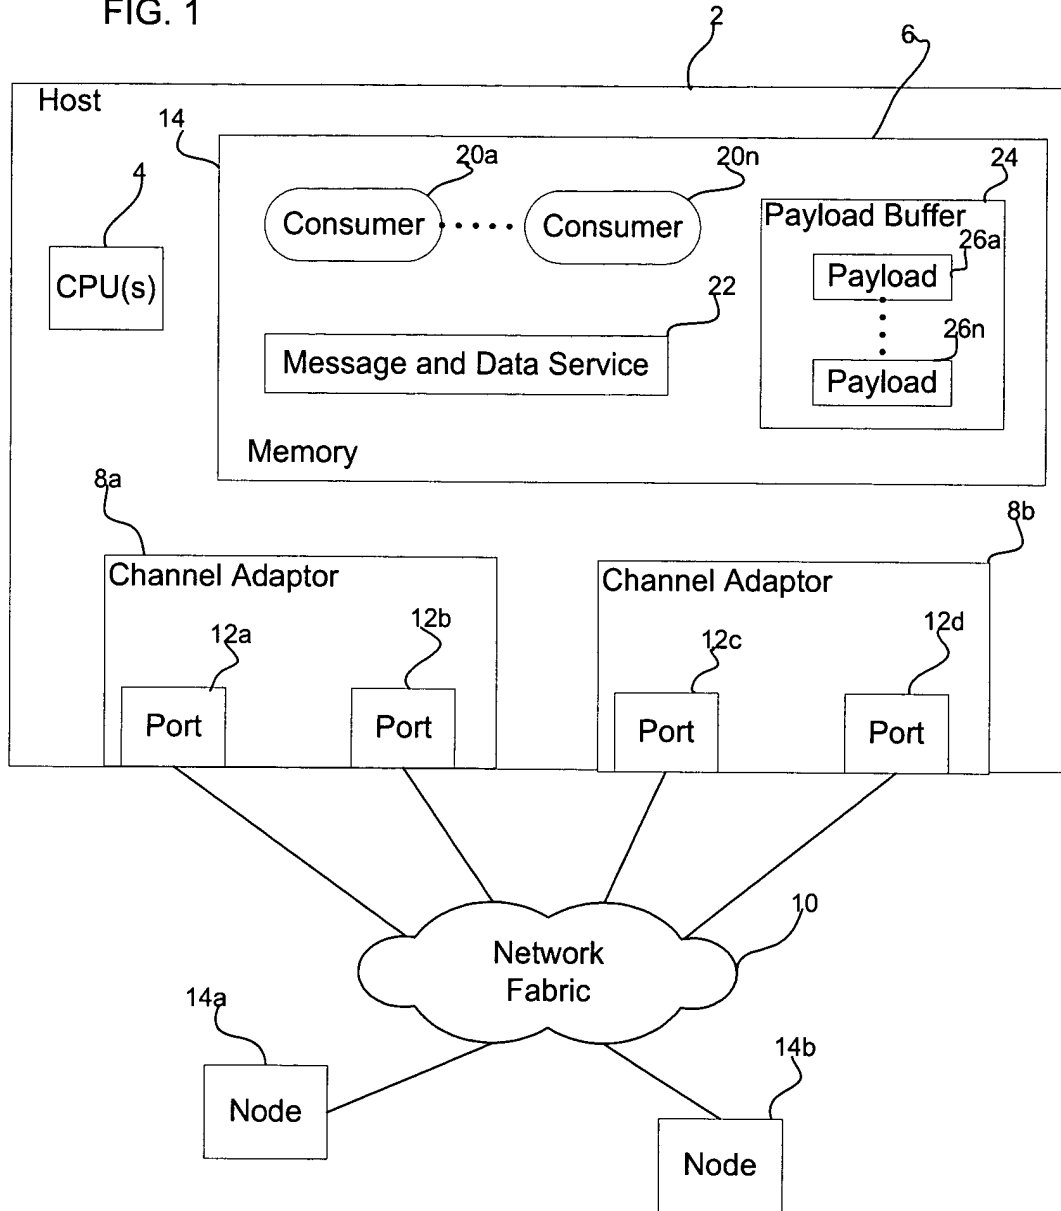 FIG. 1
2
6
Host
14
20a
20n
24
4
Consumer
Consumer
Payload Buffer
26a
CPU(s)
Payload
22
26n
Message and Data Service
Payload
Memory
8a
8b
Channel Adaptor
Channel Adaptor
12a
12b
12c
12d
Port
Port
Port
Port
10
Network
Fabric
14a
14b
Node
Node